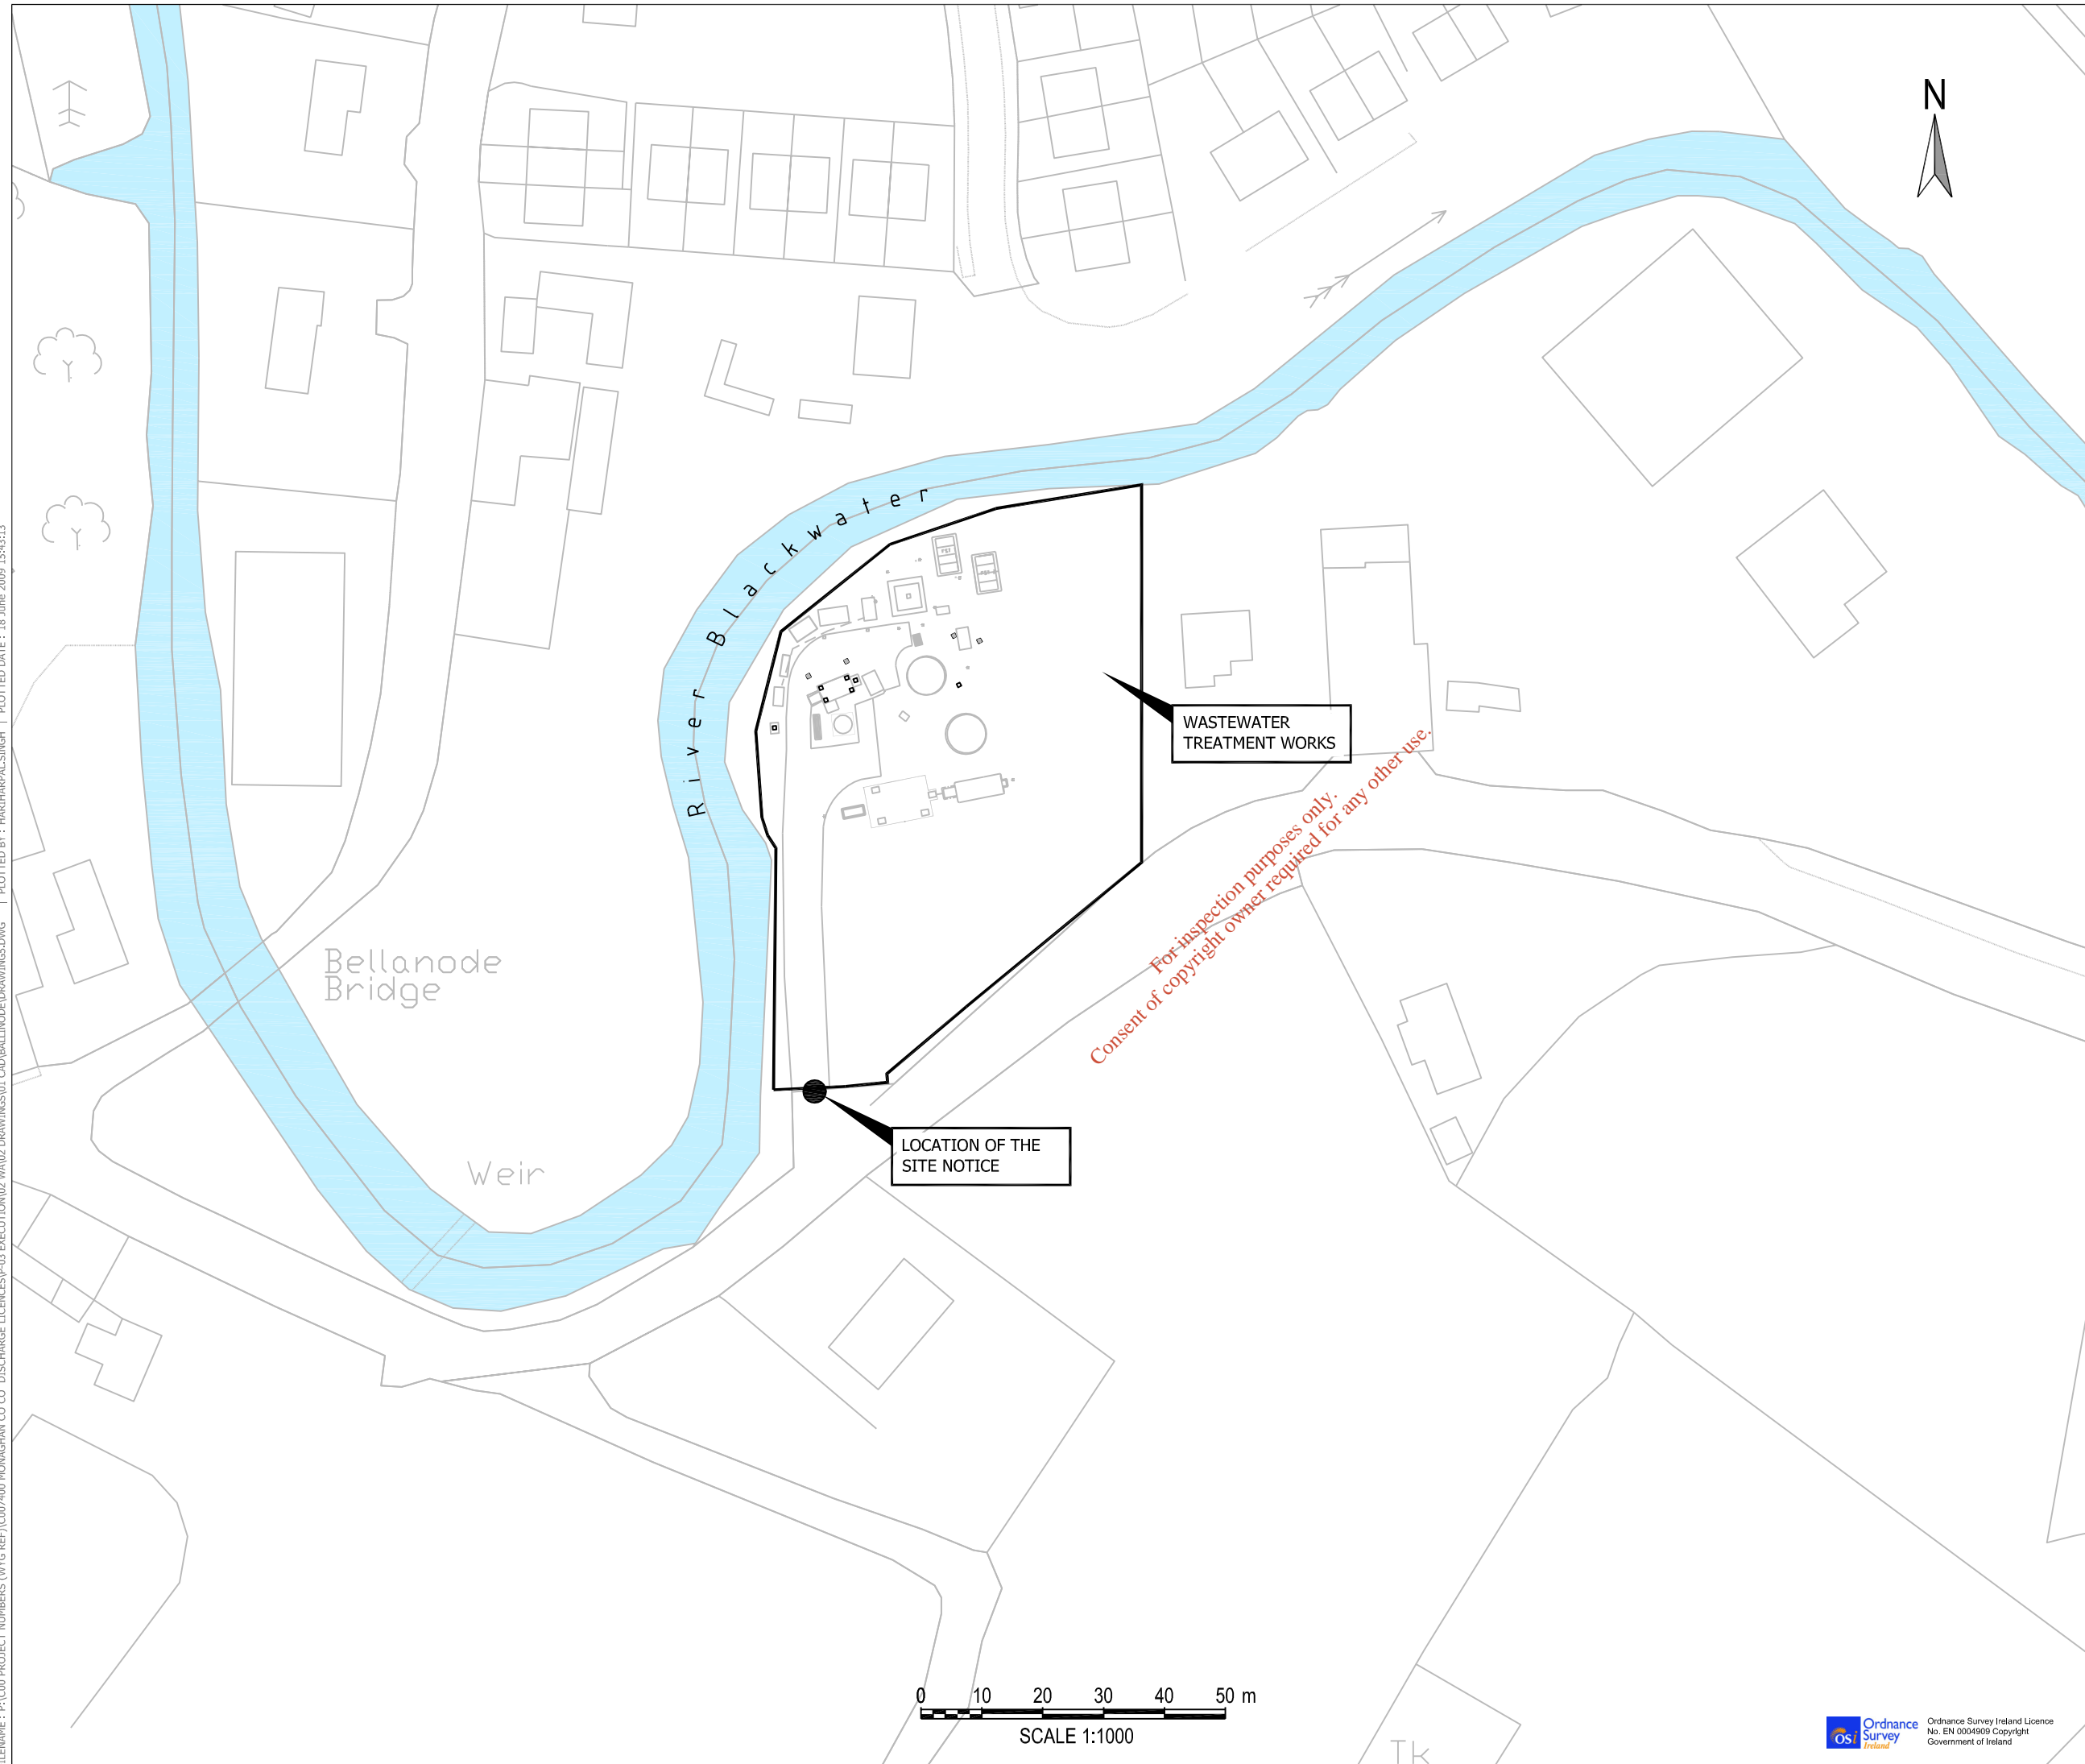 N
River Blackwater
WASTEWATER
TREATMENT WORKS
For inspection purposes only.
Consent of copyright owner required for any other use.
Bellanode
Bridge
LOCATION OF THE
SITE NOTICE
Weir
0 10 20 30 40 50 m
SCALE 1:1000
Tk
OSi
Ordnance
Survey
Ireland
Ordnance Survey Ireland Licence
No. EN 0004909 Copyright
Government of Ireland